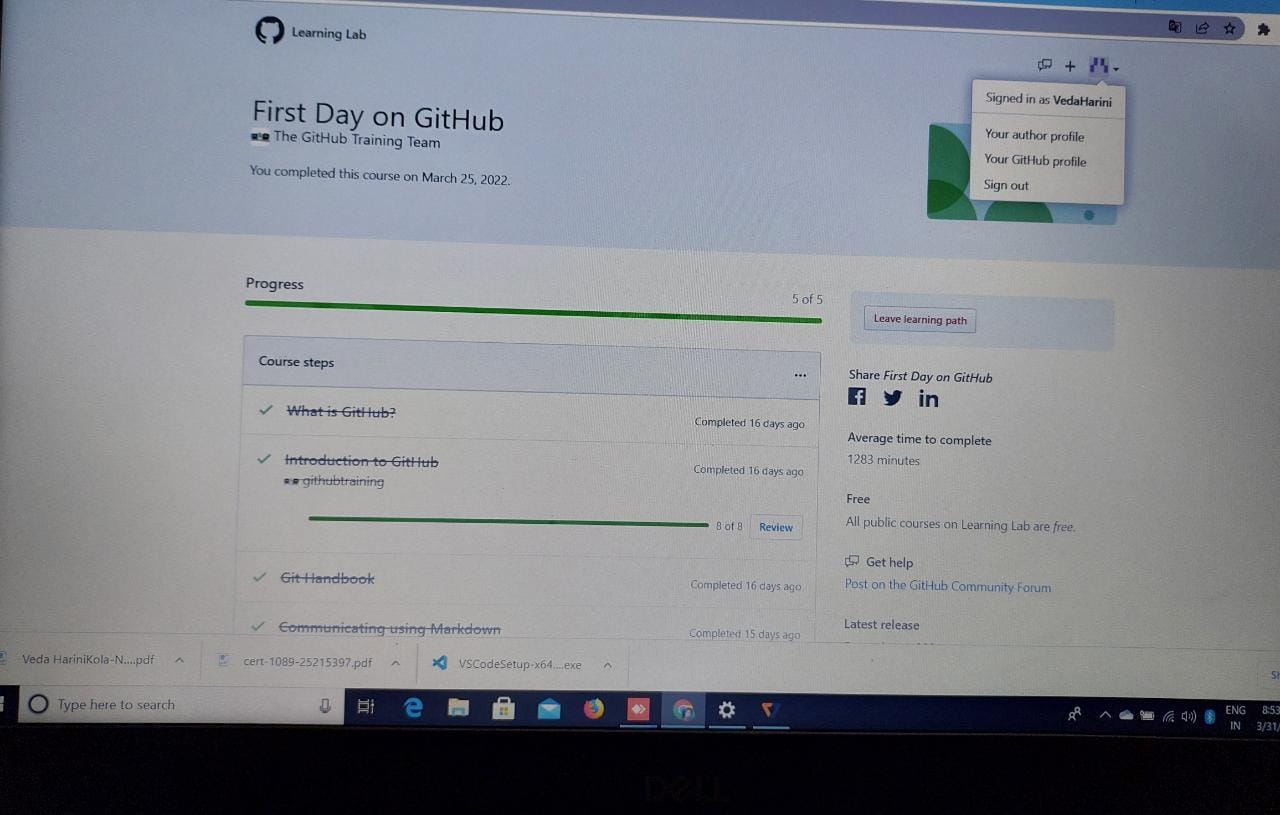 Learning Lab
Signed in as VedaHarini
Your author profile
Your GitHub profile
Sign out
First Day on GitHub
The GitHub Training Team
You completed this course on March 25, 2022.
Progress
5 of 5
Course steps
...
What is GitHub?
Completed 16 days ago
Introduction to GitHub
githubtraining
Completed 16 days ago
8 of 8
Review
Git Handbook
Completed 16 days ago
Communicating using Markdown
Completed 15 days ago
Leave learning path
Share First Day on GitHub
Average time to complete
1283 minutes
Free
All public courses on Learning Lab are free.
Get help
Post on the GitHub Community Forum
Latest release
Veda HariniKola-N....pdf
cert-1089-25215397.pdf
VSCodeSetup-x64....exe
Type here to search
ENG
IN
8:53
3/31/
DELL